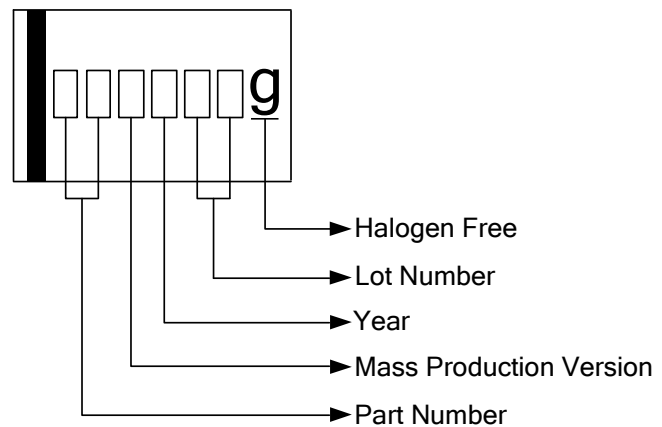 g
Halogen Free
Lot Number
Year
Mass Production Version
Part Number